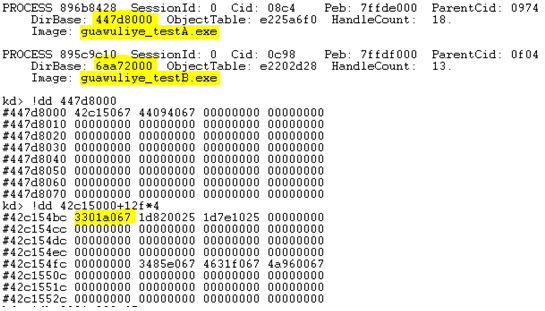 PROCESS 896b8428  SessionId: 0  Cid: 08c4    Peb: 7ffde000  ParentCid: 0974
    DirBase: 447d8000  ObjectTable: e225a6f0  HandleCount:  18.
    Image: guawuliye_testA.exe
PROCESS 895c9c10  SessionId: 0  Cid: 0c98    Peb: 7ffdf000  ParentCid: 0f04
    DirBase: 6aa72000  ObjectTable: e2202d28  HandleCount:  13.
    Image: guawuliye_testB.exe
kd> !dd 447d8000
#447d8000 42c15067 44094067 00000000 00000000
#447d8010 00000000 00000000 00000000 00000000
#447d8020 00000000 00000000 00000000 00000000
#447d8030 00000000 00000000 00000000 00000000
#447d8040 00000000 00000000 00000000 00000000
#447d8050 00000000 00000000 00000000 00000000
#447d8060 00000000 00000000 00000000 00000000
#447d8070 00000000 00000000 00000000 00000000
kd> !dd 42c15000+12f*4
#42c154bc 3301a067 1d820025 1d7e1025 00000000
#42c154cc 00000000 00000000 00000000 00000000
#42c154dc 00000000 00000000 00000000 00000000
#42c154ec 00000000 00000000 00000000 00000000
#42c154fc 00000000 3485e067 4631f067 4a960067
#42c1550c 00000000 00000000 00000000 00000000
#42c1551c 00000000 00000000 00000000 00000000
#42c1552c 00000000 00000000 00000000 00000000